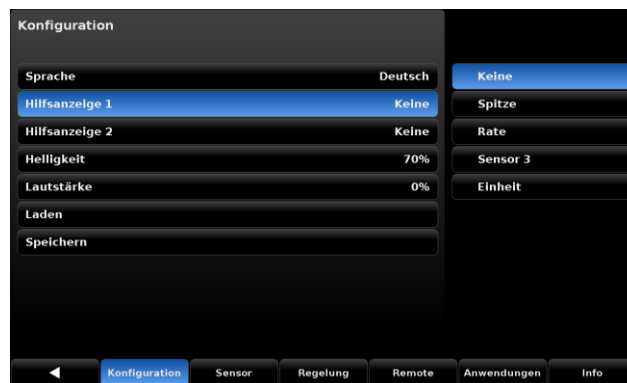 Konfiguration
Sprache Deutsch
Hilfsanzeige 1 Keine
Hilfsanzeige 2 Keine
Helligkeit 70%
Lautstärke 0%
Laden
Speichern
Keine
Spitze
Rate
Sensor 3
Einheit
Konfiguration Sensor Regelung Remote Anwendungen Info